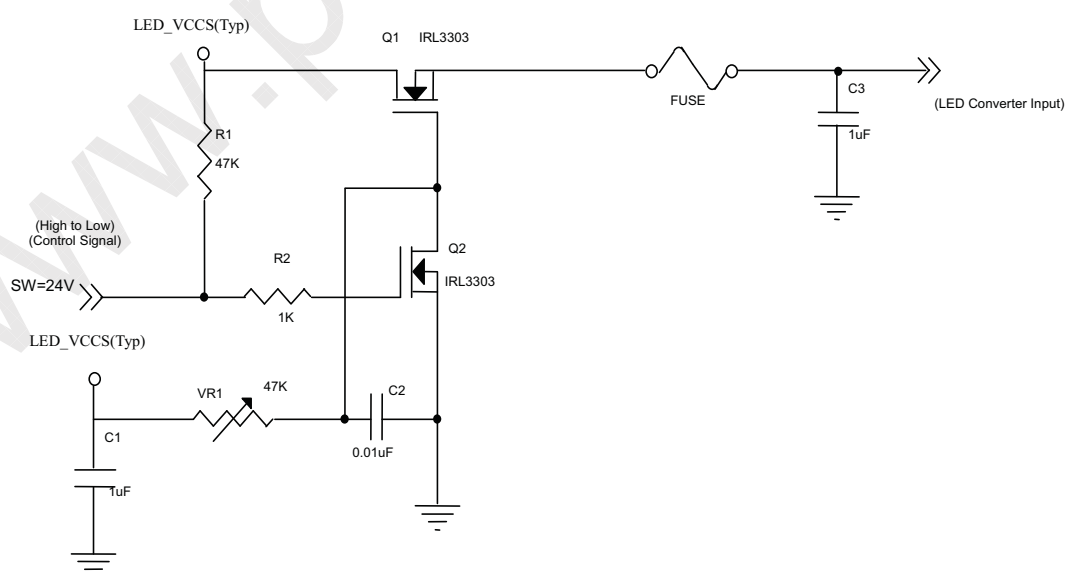 LED_VCCS(Typ)
Q1 IRL3303
FUSE
C3
1uF
(LED Converter Input)
R1
47K
(High to Low)
(Control Signal)
SW=24V
R2
1K
Q2
IRL3303
LED_VCCS(Typ)
VR1
47K
C2
0.01uF
C1
1uF
www.p